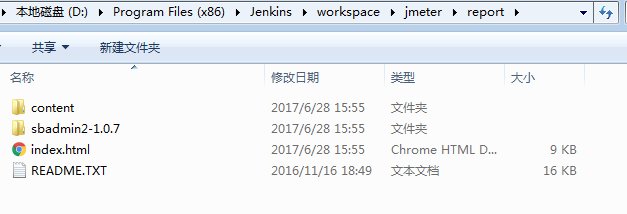 本地磁盘 (D:) Program Files (x86) Jenkins workspace jmeter report
共享 新建文件夹
名称 修改日期 类型 大小
content 2017/6/28 15:55 文件夹
sbadmin2-1.0.7 2017/6/28 15:55 文件夹
index.html 2017/6/28 15:55 Chrome HTML D... 9 KB
README.TXT 2016/11/16 18:49 文本文档 16 KB